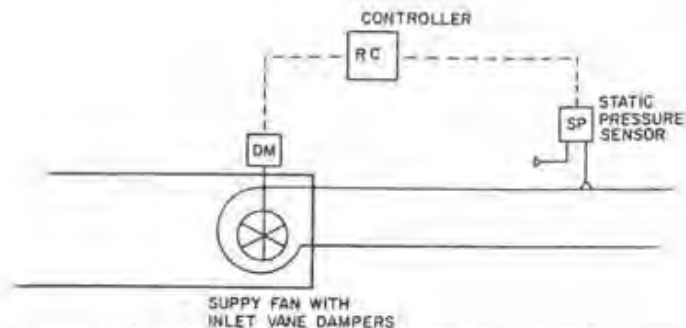 CONTROLLER
RC
STATIC
PRESSURE
SENSOR
SP
DM
SUPPY FAN WITH
INLET VANE DAMPERS